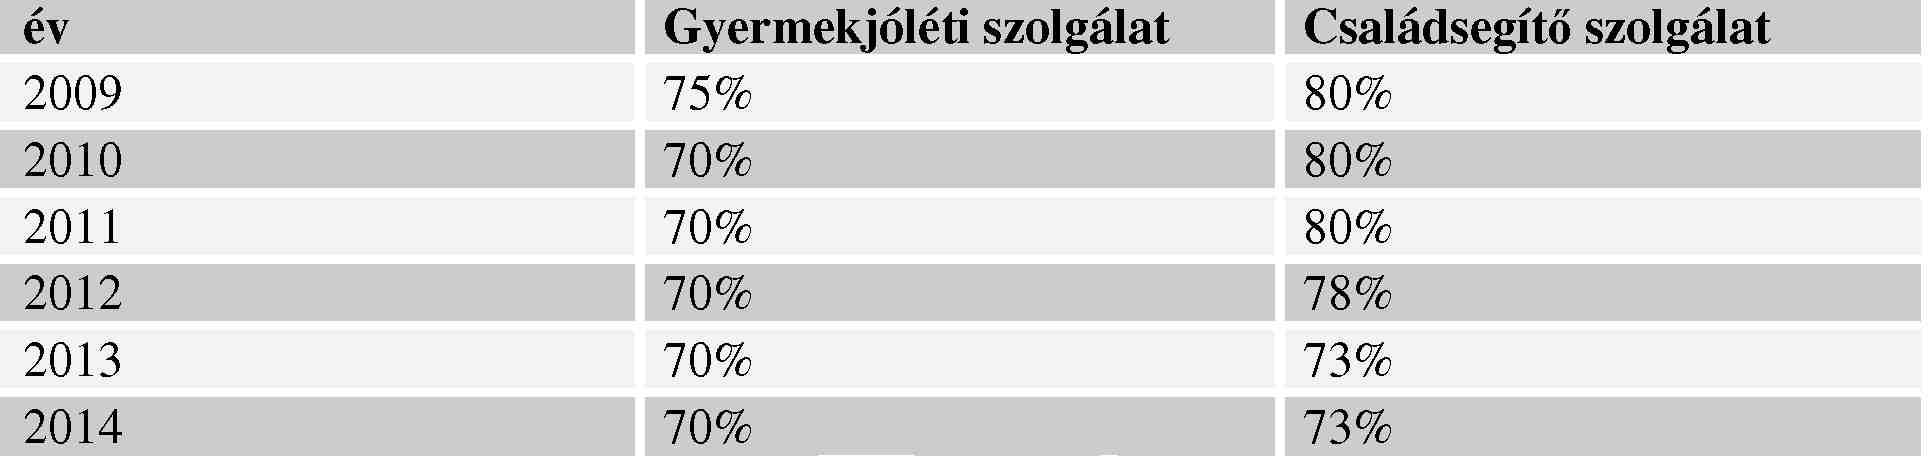 év Gyermekjóléti szolgálat Családsegítő szolgálat
2009 75% 80%
2010 70% 80%
2011 70% 80%
2012 70% 78%
2013 70% 73%
2014 70% 73%